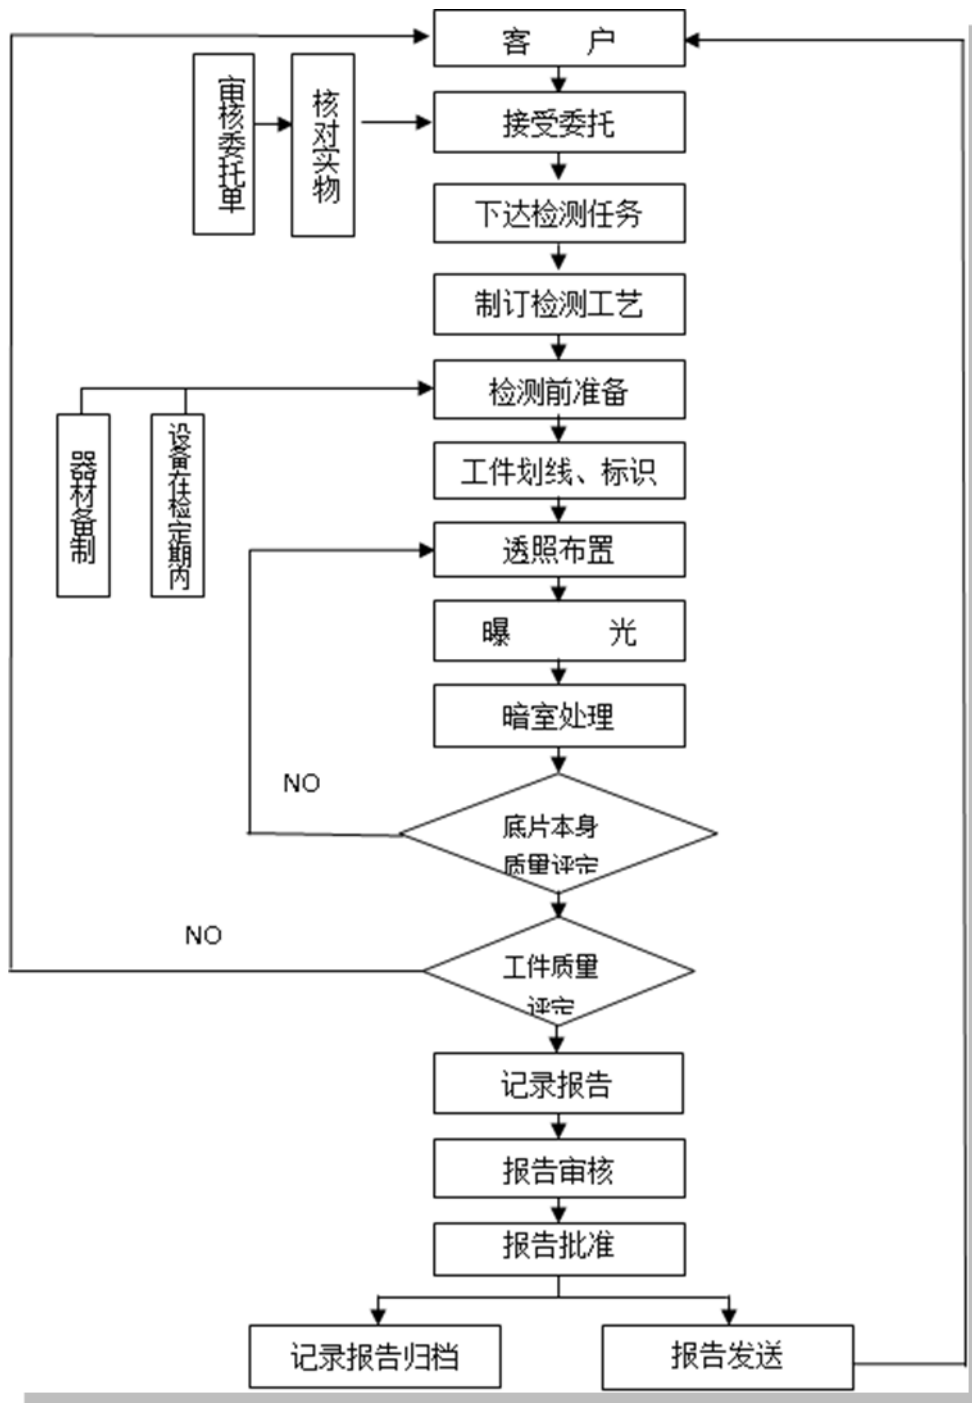 客 户
审核委托单
核对实物
接受委托
下达检测任务
制订检测工艺
检测前准备
器材备制
设备在检定期内
工件划线、标识
透照布置
曝 光
暗室处理
NO
底片本身
质量评定
NO
工件质量
评定
记录报告
报告审核
报告批准
记录报告归档
报告发送